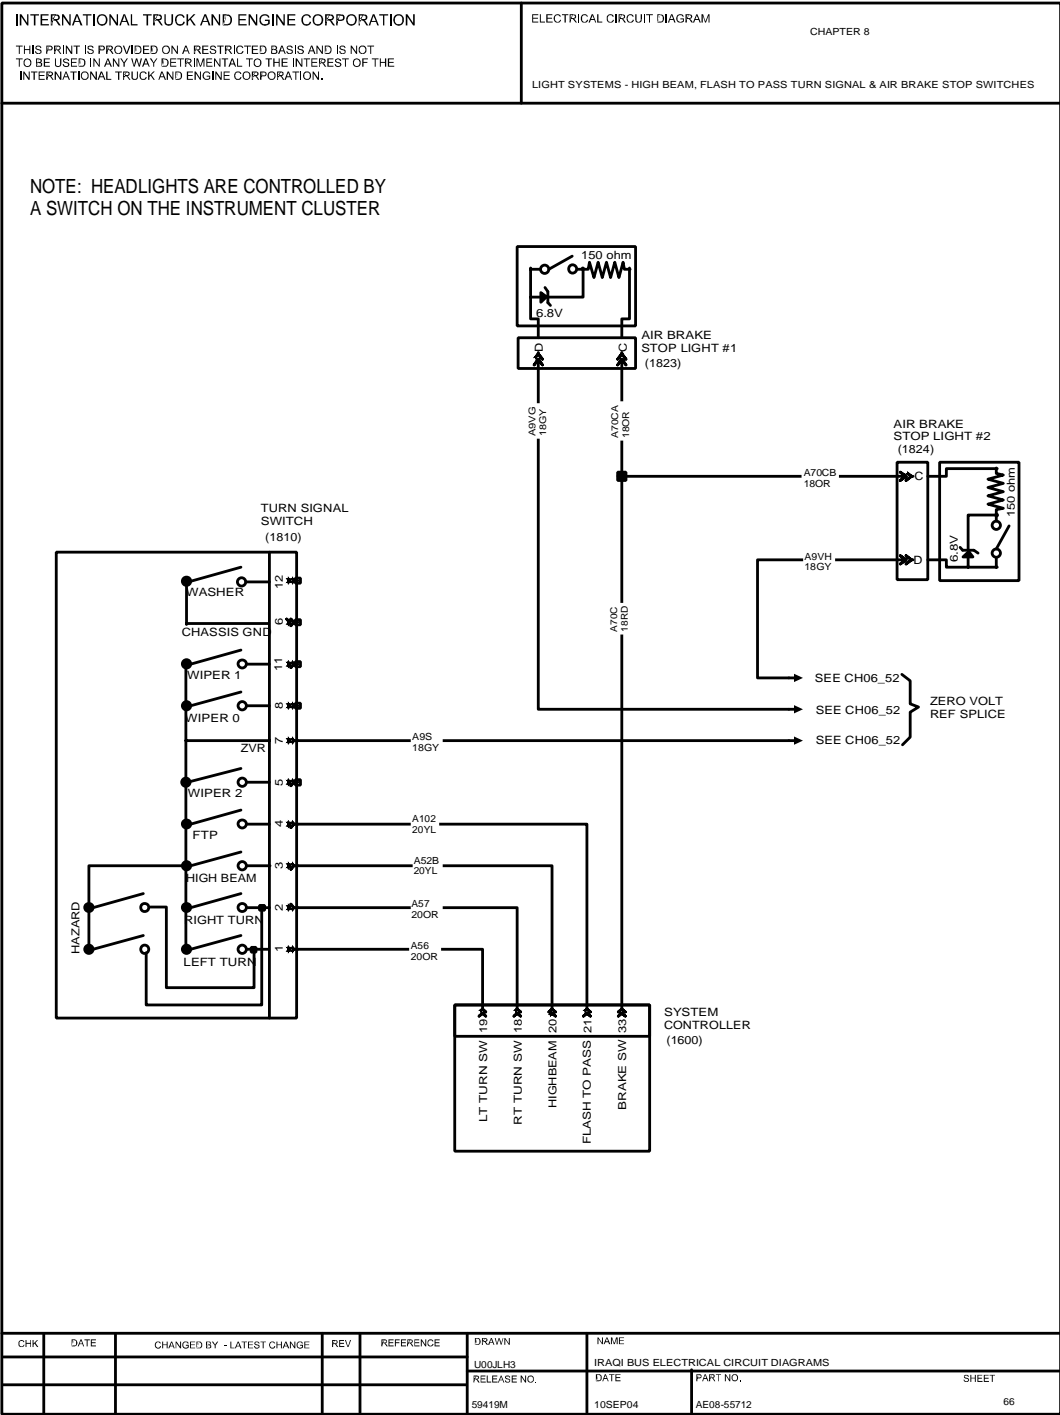 INTERNATIONAL TRUCK AND ENGINE CORPORATION
THIS PRINT IS PROVIDED ON A RESTRICTED BASIS AND IS NOT
TO BE USED IN ANY WAY DETRIMENTAL TO THE INTEREST OF THE
INTERNATIONAL TRUCK AND ENGINE CORPORATION.
ELECTRICAL CIRCUIT DIAGRAM
CHAPTER 8
LIGHT SYSTEMS - HIGH BEAM, FLASH TO PASS TURN SIGNAL & AIR BRAKE STOP SWITCHES
NOTE: HEADLIGHTS ARE CONTROLLED BY
A SWITCH ON THE INSTRUMENT CLUSTER
150 ohm
6.8V
D
C
AIR BRAKE
STOP LIGHT #1
(1823)
A9VG
18GY
A70CA
18OR
AIR BRAKE
STOP LIGHT #2
(1824)
A70CB
18OR
C
150 ohm
6.8V
A9VH
18GY
D
A70C
18RD
TURN SIGNAL
SWITCH
(1810)
WASHER
12
CHASSIS GND
6
WIPER 1
11
WIPER 0
8
ZVR
7
WIPER 2
5
FTP
4
HIGH BEAM
3
RIGHT TURN
2
LEFT TURN
1
HAZARD
SEE CH06_52
SEE CH06_52
SEE CH06_52
ZERO VOLT
REF SPLICE
A9S
18GY
A102
20YL
A52B
20YL
A57
20OR
A56
20OR
LT TURN SW 19
RT TURN SW 18
HIGHBEAM 20
FLASH TO PASS 21
BRAKE SW 33
SYSTEM
CONTROLLER
(1600)
CHK
DATE
CHANGED BY - LATEST CHANGE
REV
REFERENCE
DRAWN
U00JLH3
NAME
IRAQI BUS ELECTRICAL CIRCUIT DIAGRAMS
RELEASE NO.
59419M
DATE
10SEP04
PART NO.
AE08-55712
SHEET
66